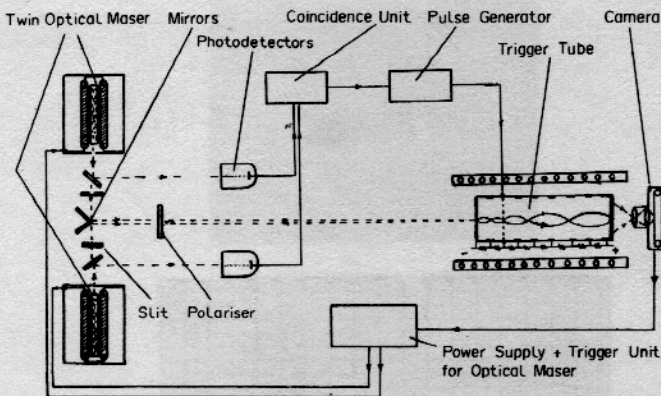 Twin Optical Maser
Mirrors
Photodetectors
Coincidence Unit
Pulse Generator
Camera
Trigger Tube
Slit
Polariser
Power Supply + Trigger Unit
for Optical Maser